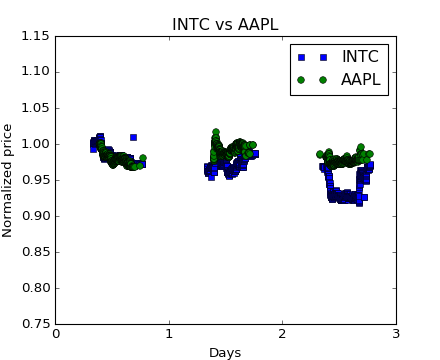 INTC vs AAPL
1.15
1.10
1.05
1.00
0.95
0.90
0.85
0.80
0.75
Normalized price
INTC
AAPL
0 1 2 3
Days